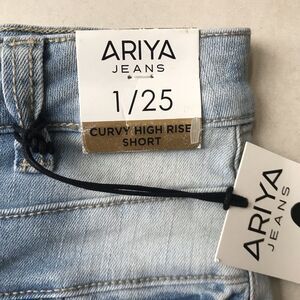 ARIYA
JEANS
1/25
CURVY HIGH RISE
SHORT
ARIYA
JEANS